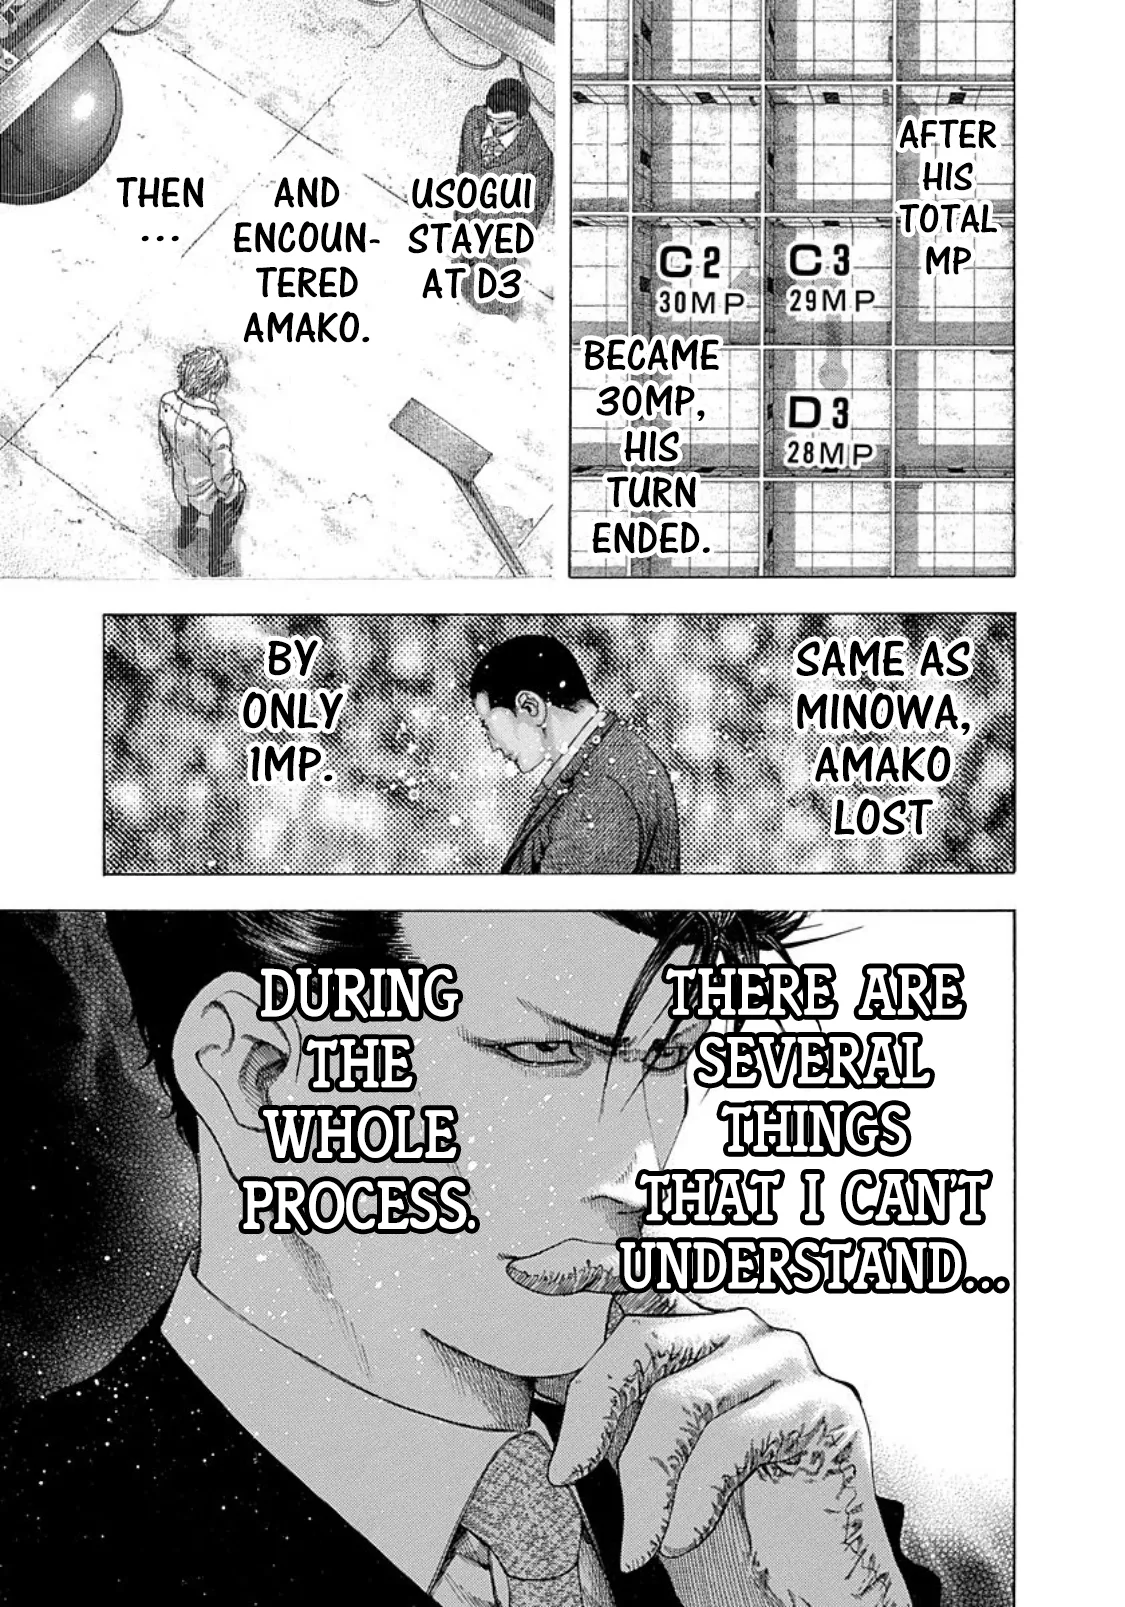 AFTER
HIS
TOTAL
MP
C2
30MP
C3
29MP
D3
28MP
BECAME
30MP,
HIS
TURN
ENDED.
USOGUI
STAYED
AT D3
AND
ENCOUN-
TERED
AMAKO.
THEN
...
SAME AS
MINOWA,
AMAKO
LOST
BY
ONLY
1MP.
THERE ARE
SEVERAL
THINGS
THAT I CAN'T
UNDERSTAND...
DURING
THE
WHOLE
PROCESS.